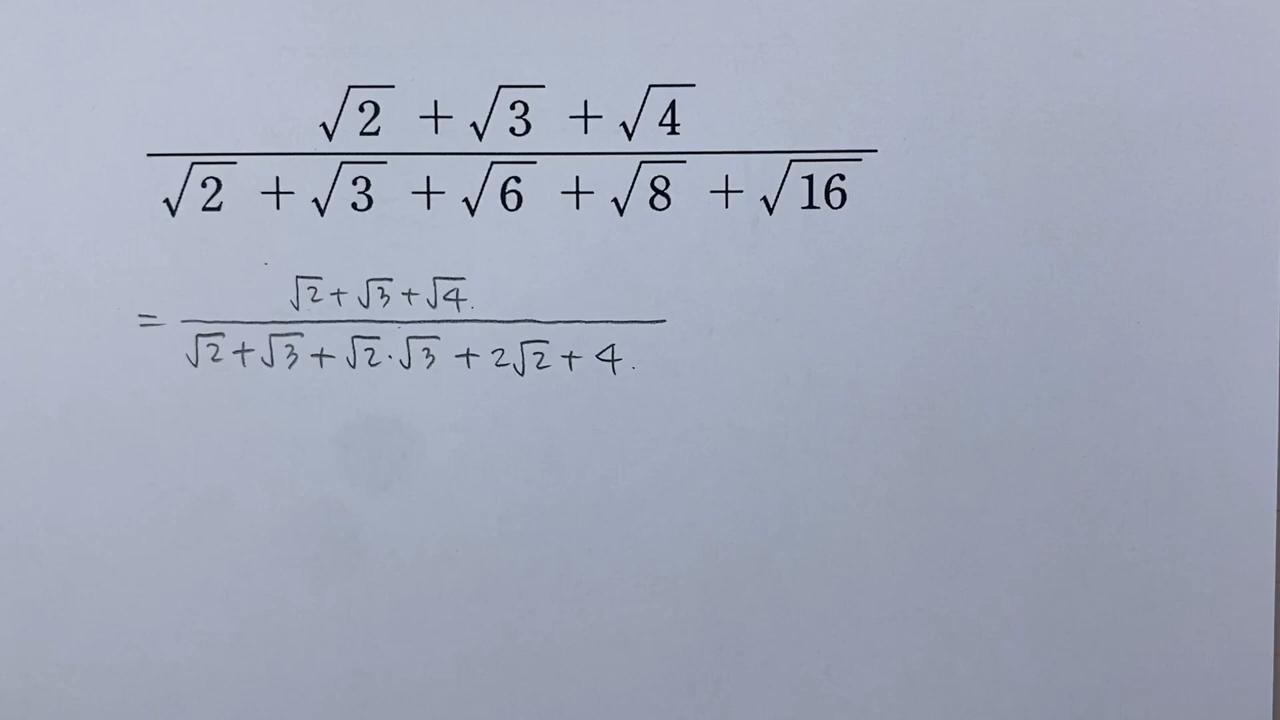 √2 + √3 + √4
√2 + √3 + √6 + √8 + √16
= √2 + √3 + √4.
√2 + √3 + √2·√3 + 2√2 + 4.